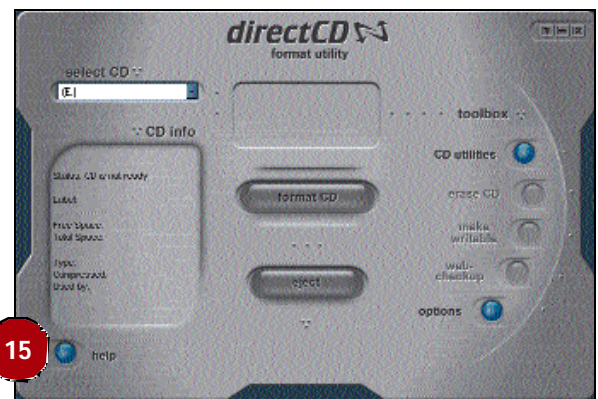 directCD
format utility
select CD
(E:)
CD info
Status: CD is not ready
Label:
Free Space:
Total Space:
Type:
Compressed:
Used by:
format CD
eject
toolbox
CD utilities
erase CD
make
writable
web-
checkup
options
15
help